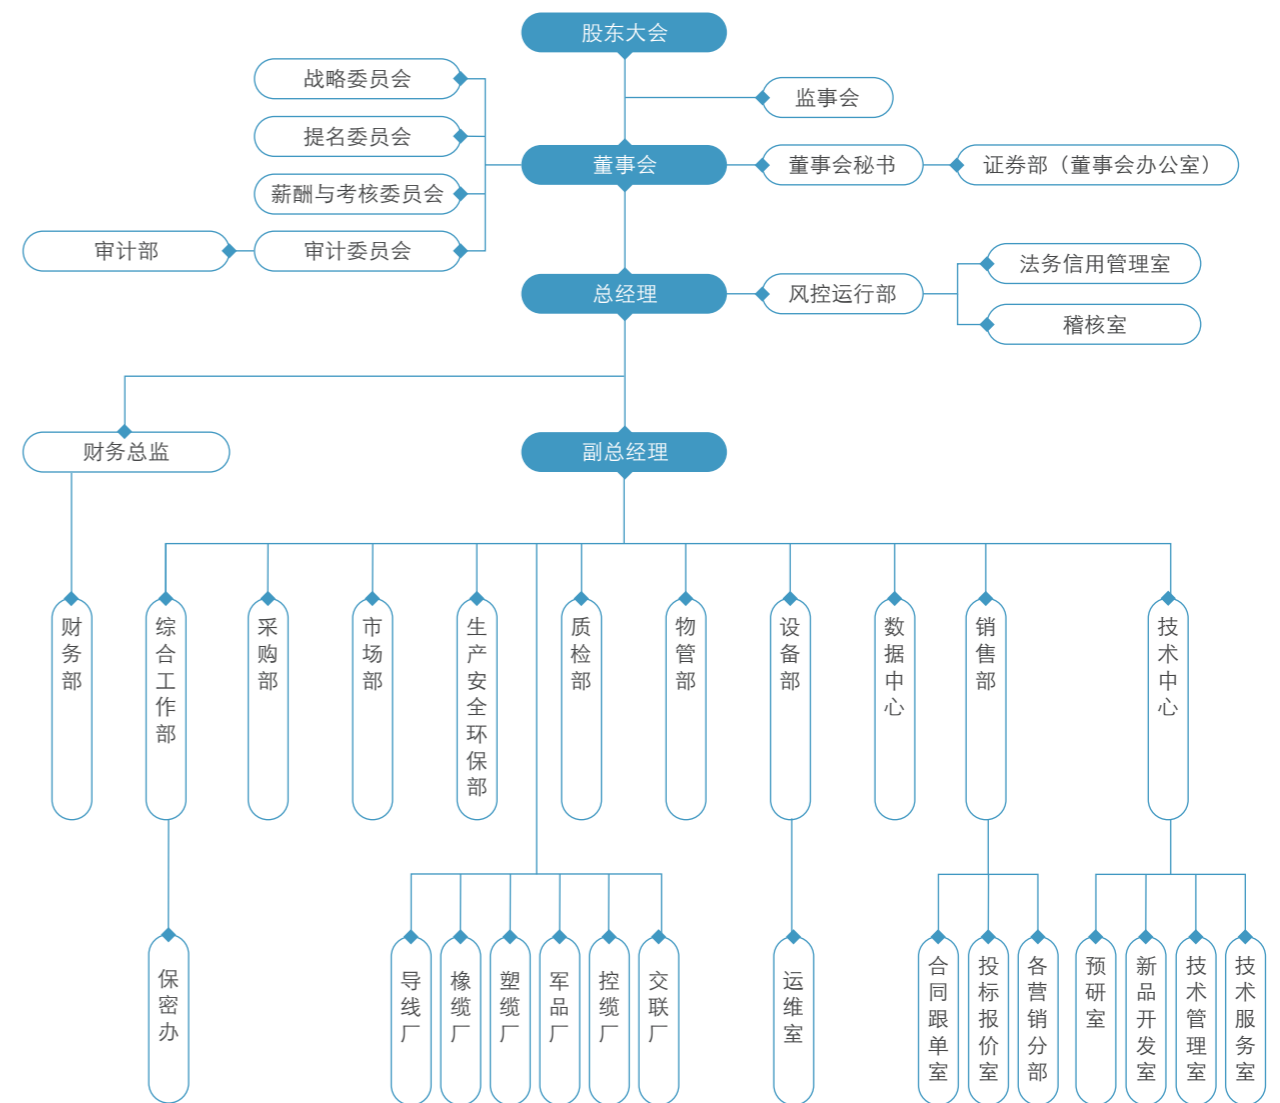 股东大会
战略委员会
监事会
提名委员会
董事会
董事会秘书
证券部（董事会办公室）
薪酬与考核委员会
审计部
审计委员会
总经理
风控运行部
法务信用管理室
稽核室
财务总监
副总经理
财务部
综合工作部
采购部
市场部
生产安全环保部
质检部
物管部
设备部
数据中心
销售部
技术中心
保密办
导线厂
橡缆厂
塑缆厂
军品厂
控缆厂
交联厂
运维室
合同跟单室
投标报价室
各营销分部
预研室
新品开发室
技术管理室
技术服务室